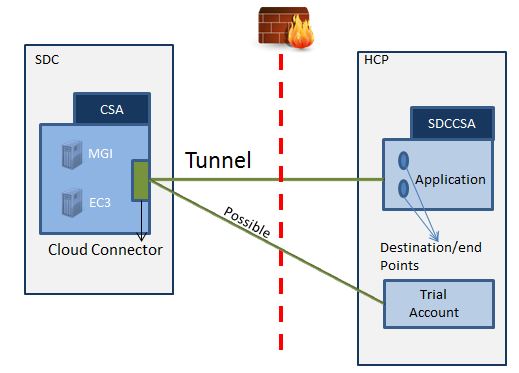 SDC
CSA
MGI
EC3
Cloud Connector
Tunnel
Possible
HCP
SDCCSA
Application
Destination/end
Points
Trial
Account